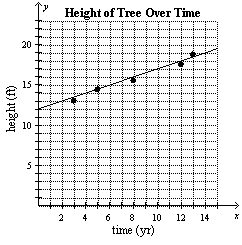 y
Height of Tree Over Time
20
15
10
5
height (ft)
2 4 6 8 10 12 14 x
time (yr)